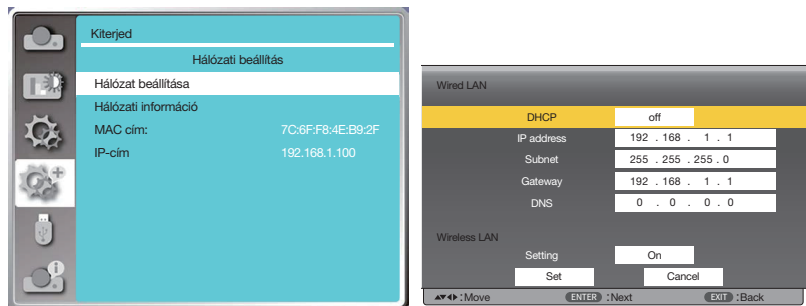 Kiterjed
Hálózati beállítás
Hálózat beállítása
Hálózati információ
MAC cím: 7C:6F:F8:4E:B9:2F
IP-cím 192.168.1.100
Wired LAN
DHCP off
IP address 192 . 168 . 1 . 1
Subnet 255 . 255 . 255 . 0
Gateway 192 . 168 . 1 . 1
DNS 0 . 0 . 0 . 0
Wireless LAN
Setting On
Set Cancel
▲▼◀▶ : Move ENTER : Next EXIT : Back